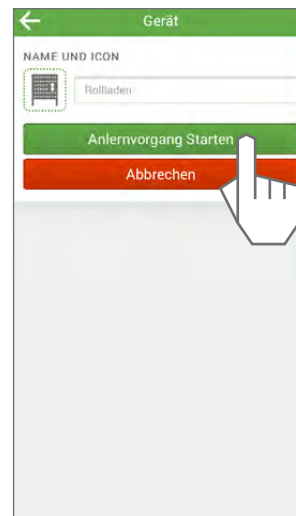 Gerät
NAME UND ICON
Rollladen
Anlernvorgang Starten
Abbrechen